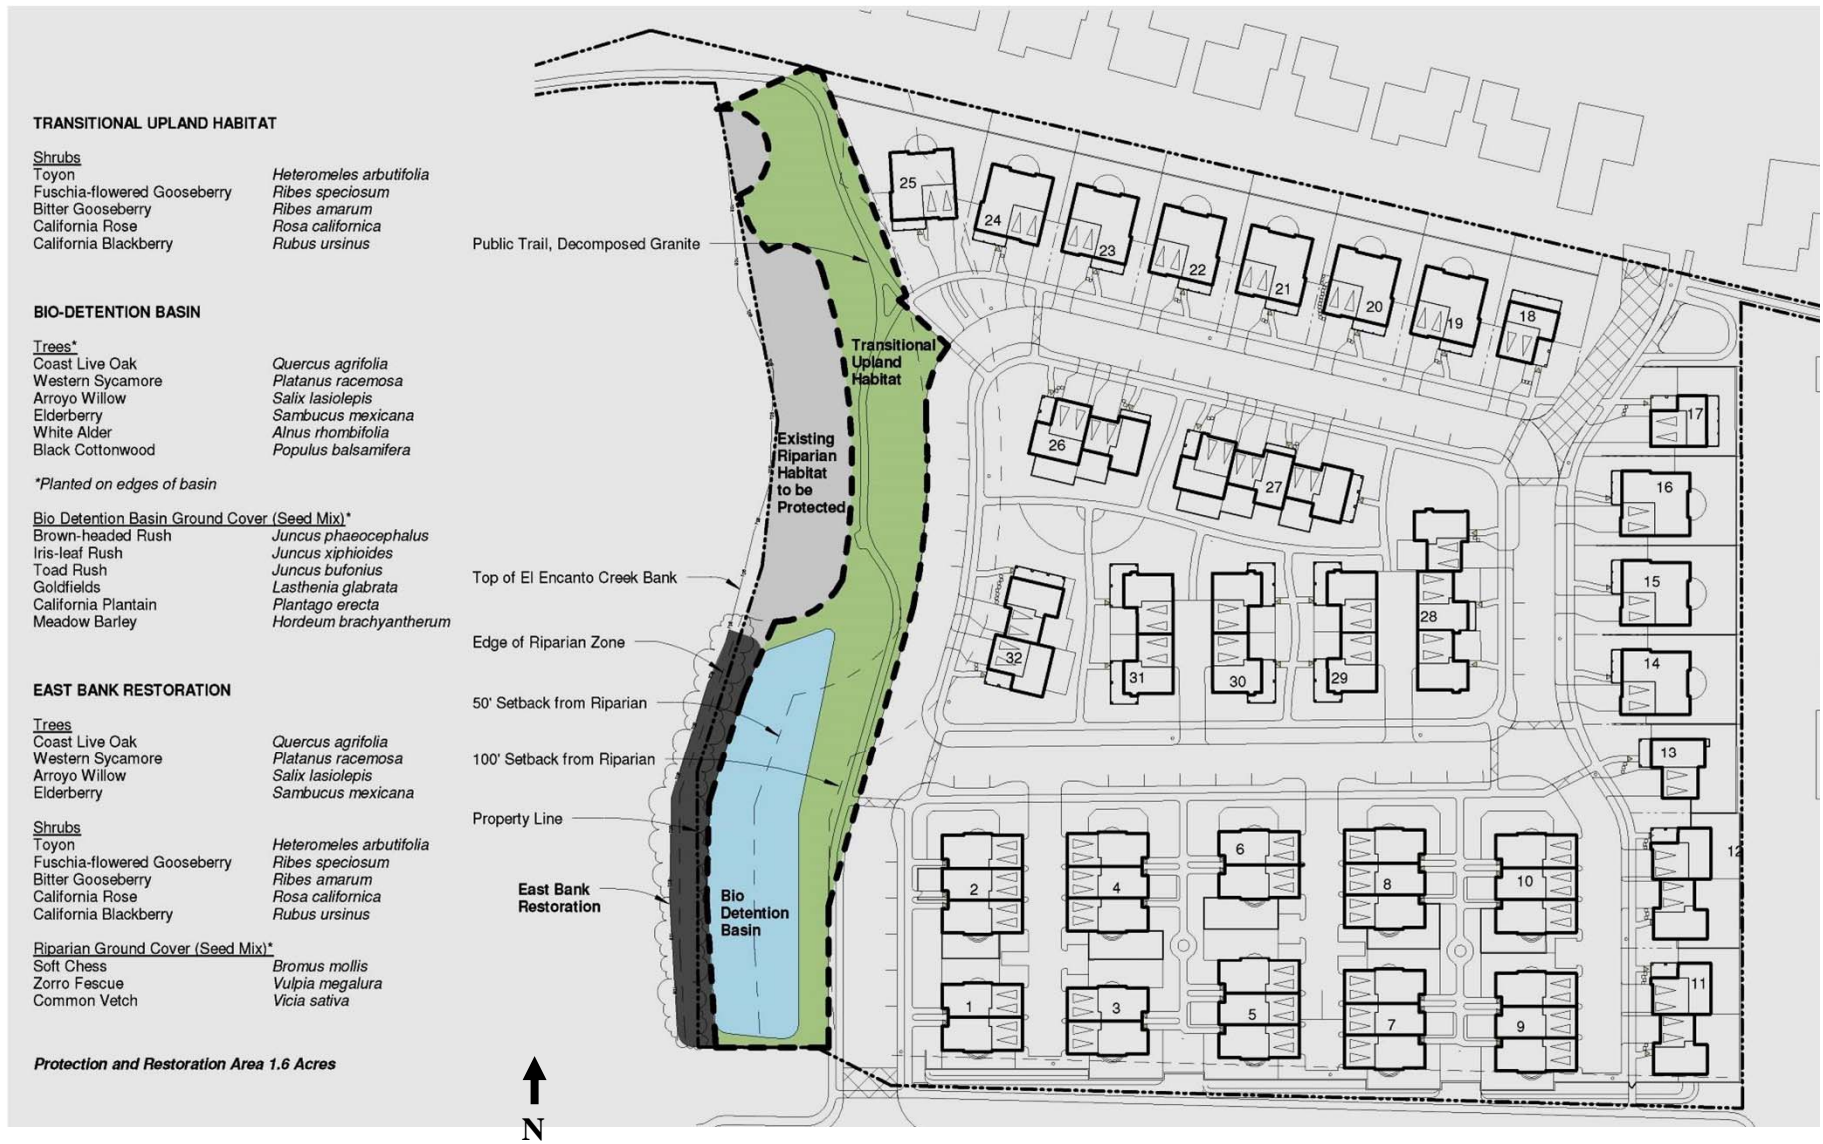 TRANSITIONAL UPLAND HABITAT
Shrubs
Toyon Heteromeles arbutifolia
Fuschia-flowered Gooseberry Ribes speciosum
Bitter Gooseberry Ribes amarum
California Rose Rosa californica
California Blackberry Rubus ursinus
BIO-DETENTION BASIN
Trees*
Coast Live Oak Quercus agrifolia
Western Sycamore Platanus racemosa
Arroyo Willow Salix lasiolepis
Elderberry Sambucus mexicana
White Alder Alnus rhombifolia
Black Cottonwood Populus balsamifera
*Planted on edges of basin
Bio Detention Basin Ground Cover (Seed Mix)*
Brown-headed Rush Juncus phaeocephalus
Iris-leaf Rush Juncus xiphioides
Toad Rush Juncus bufonius
Goldfields Lasthenia glabrata
California Plantain Plantago erecta
Meadow Barley Hordeum brachyantherum
EAST BANK RESTORATION
Trees
Coast Live Oak Quercus agrifolia
Western Sycamore Platanus racemosa
Arroyo Willow Salix lasiolepis
Elderberry Sambucus mexicana
Shrubs
Toyon Heteromeles arbutifolia
Fuschia-flowered Gooseberry Ribes speciosum
Bitter Gooseberry Ribes amarum
California Rose Rosa californica
California Blackberry Rubus ursinus
Riparian Ground Cover (Seed Mix)*
Soft Chess Bromus mollis
Zorro Fescue Vulpia megalura
Common Vetch Vicia sativa
Protection and Restoration Area 1.6 Acres
Public Trail, Decomposed Granite
Top of El Encanto Creek Bank
Edge of Riparian Zone
50' Setback from Riparian
100' Setback from Riparian
Property Line
East Bank
Restoration
N
Transitional
Upland
Habitat
Existing
Riparian
Habitat
to be
Protected
Bio
Detention
Basin
25
24
23
22
21
20
19
18
17
26
27
16
15
28
14
32
31
30
29
13
6
12
2
4
8
10
1
3
5
7
9
11